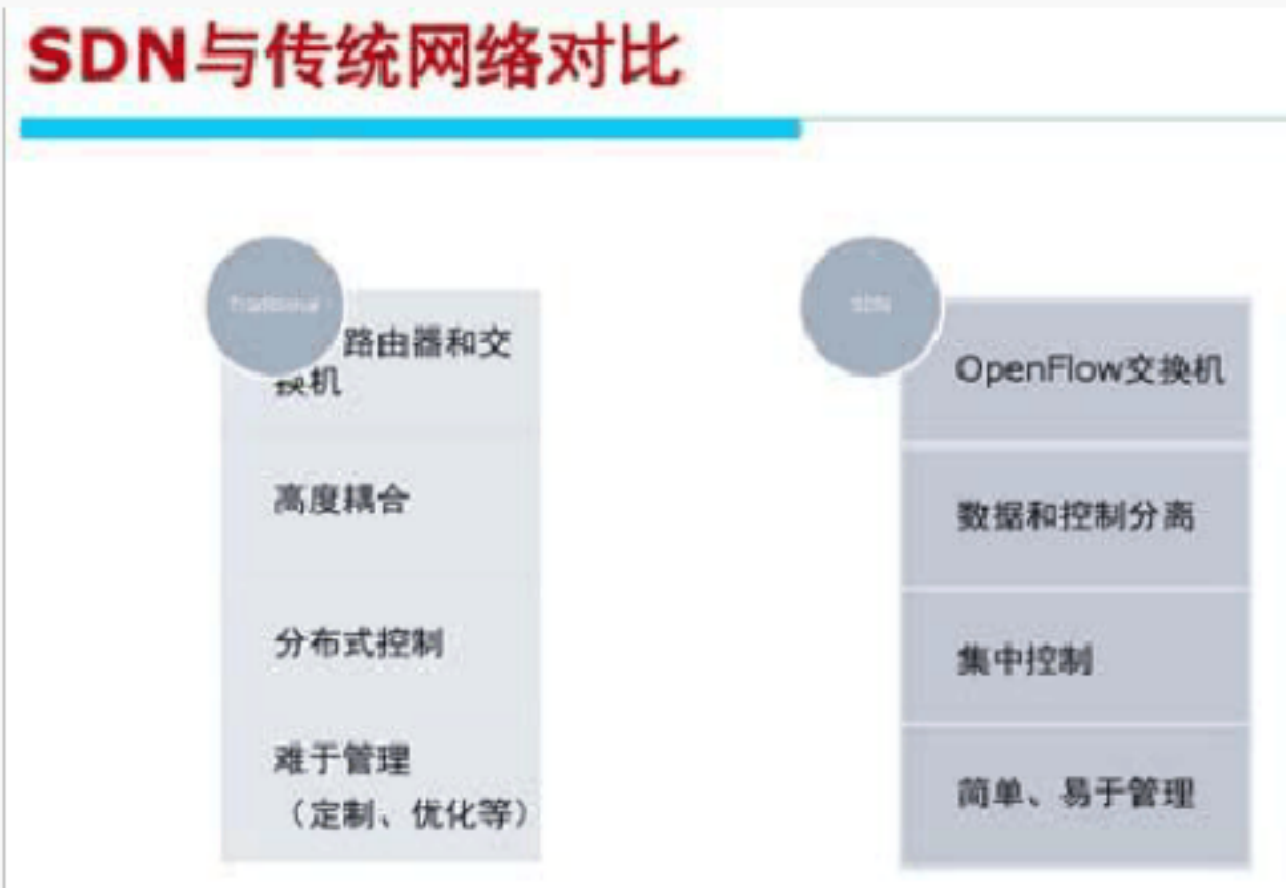 SDN与传统网络对比
Traditional
路由器和交
换机
高度耦合
分布式控制
难于管理
（定制、优化等）
SDN
OpenFlow交换机
数据和控制分离
集中控制
简单、易于管理